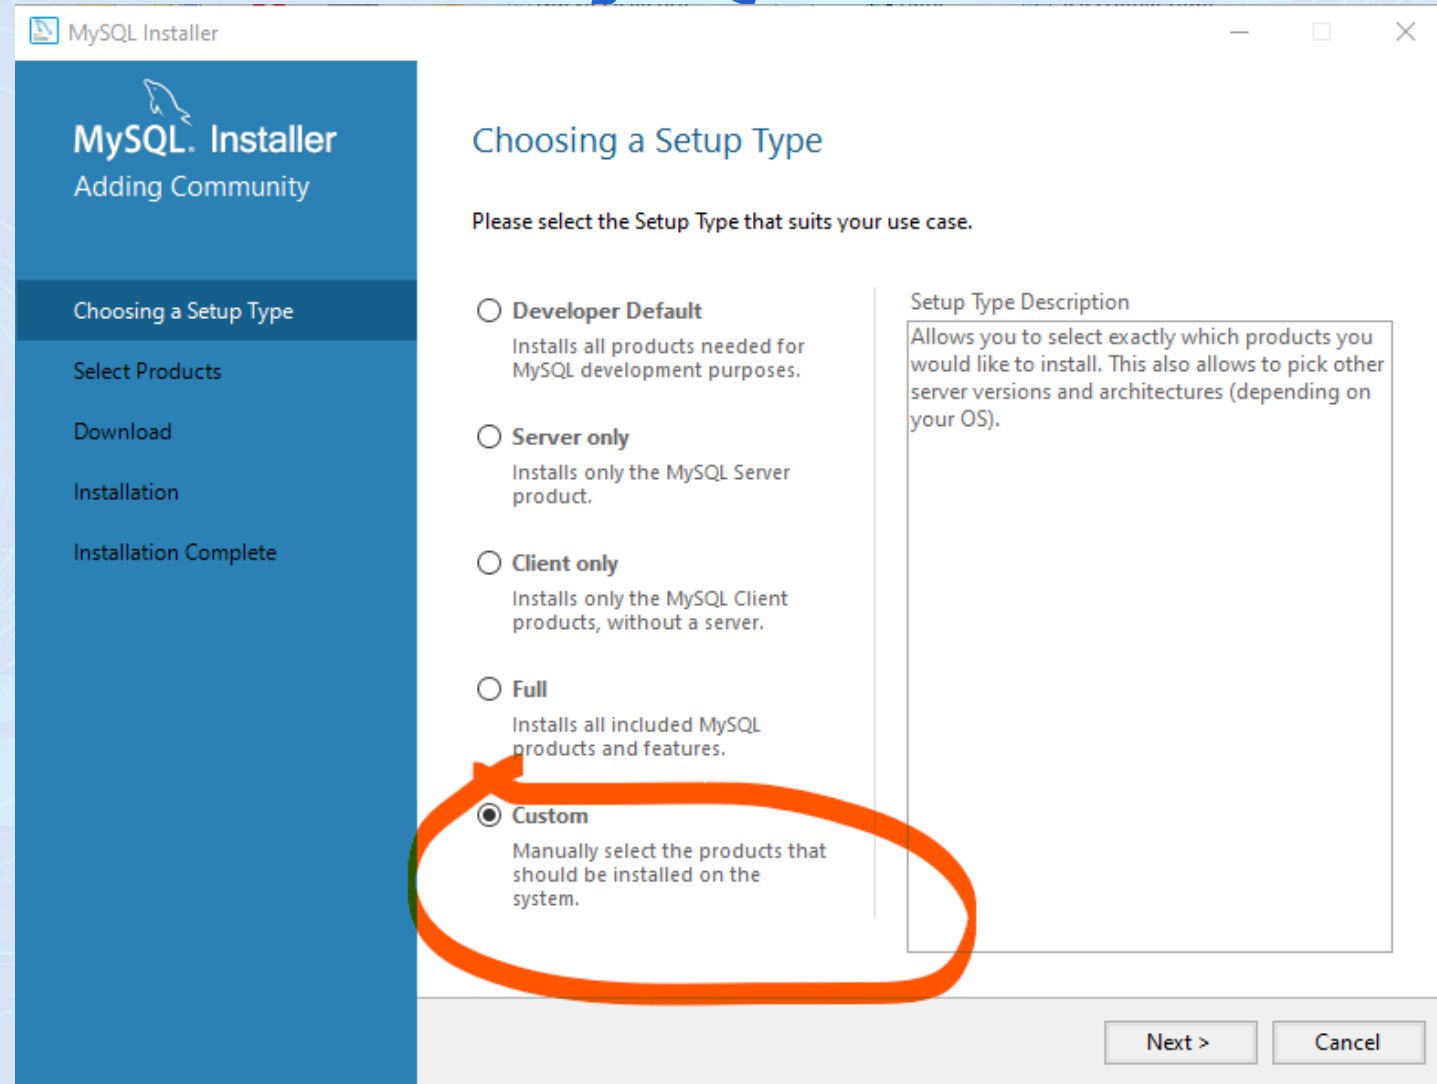 MySQL Installer
MySQL. Installer
Adding Community
Choosing a Setup Type
Select Products
Download
Installation
Installation Complete
Choosing a Setup Type
Please select the Setup Type that suits your use case.
Developer Default
Installs all products needed for
MySQL development purposes.
Server only
Installs only the MySQL Server
product.
Client only
Installs only the MySQL Client
products, without a server.
Full
Installs all included MySQL
products and features.
Custom
Manually select the products that
should be installed on the
system.
Setup Type Description
Allows you to select exactly which products you
would like to install. This also allows to pick other
server versions and architectures (depending on
your OS).
Next >
Cancel